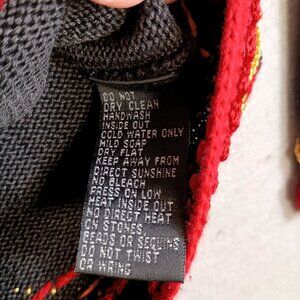 DO NOT
DRY CLEAN
HANDWASH
INSIDE OUT
COLD WATER ONLY
MILD SOAP
DRY FLAT
KEEP AWAY FROM
DIRECT SUNSHINE
NO BLEACH
PRESS ON LOW
HEAT INSIDE OUT
NO DIRECT HEAT
ON STONES
BEADS OR SEQUINS
DO NOT TWIST
OR WRING